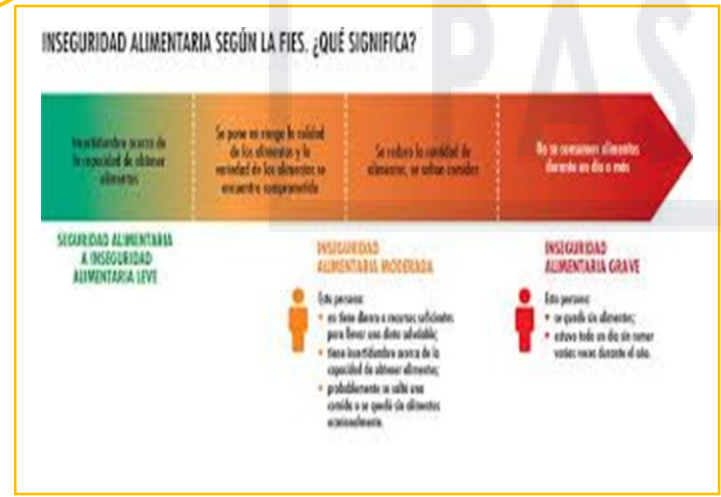 PAS
INSEGURIDAD ALIMENTARIA SEGÚN LA FIES. ¿QUÉ SIGNIFICA?
Incertidumbre acerca de
la capacidad de obtener
alimentos
Se pone en riesgo la calidad
de los alimentos y la
variedad de los alimentos se
encuentra comprometida
Se reduce la cantidad de
alimentos, se saltan comidas
No se consumen alimentos
durante un día o más
SEGURIDAD ALIMENTARIA
A INSEGURIDAD
ALIMENTARIA LEVE
INSEGURIDAD
ALIMENTARIA MODERADA
Esta persona:
• no tiene dinero o recursos suficientes
para llevar una dieta saludable;
• tiene incertidumbre acerca de la
capacidad de obtener alimentos;
• probablemente se saltó una
comida o se quedó sin alimentos
ocasionalmente.
INSEGURIDAD
ALIMENTARIA GRAVE
Esta persona:
• se quedó sin alimentos;
• estuvo todo un día sin comer
varias veces durante el año.